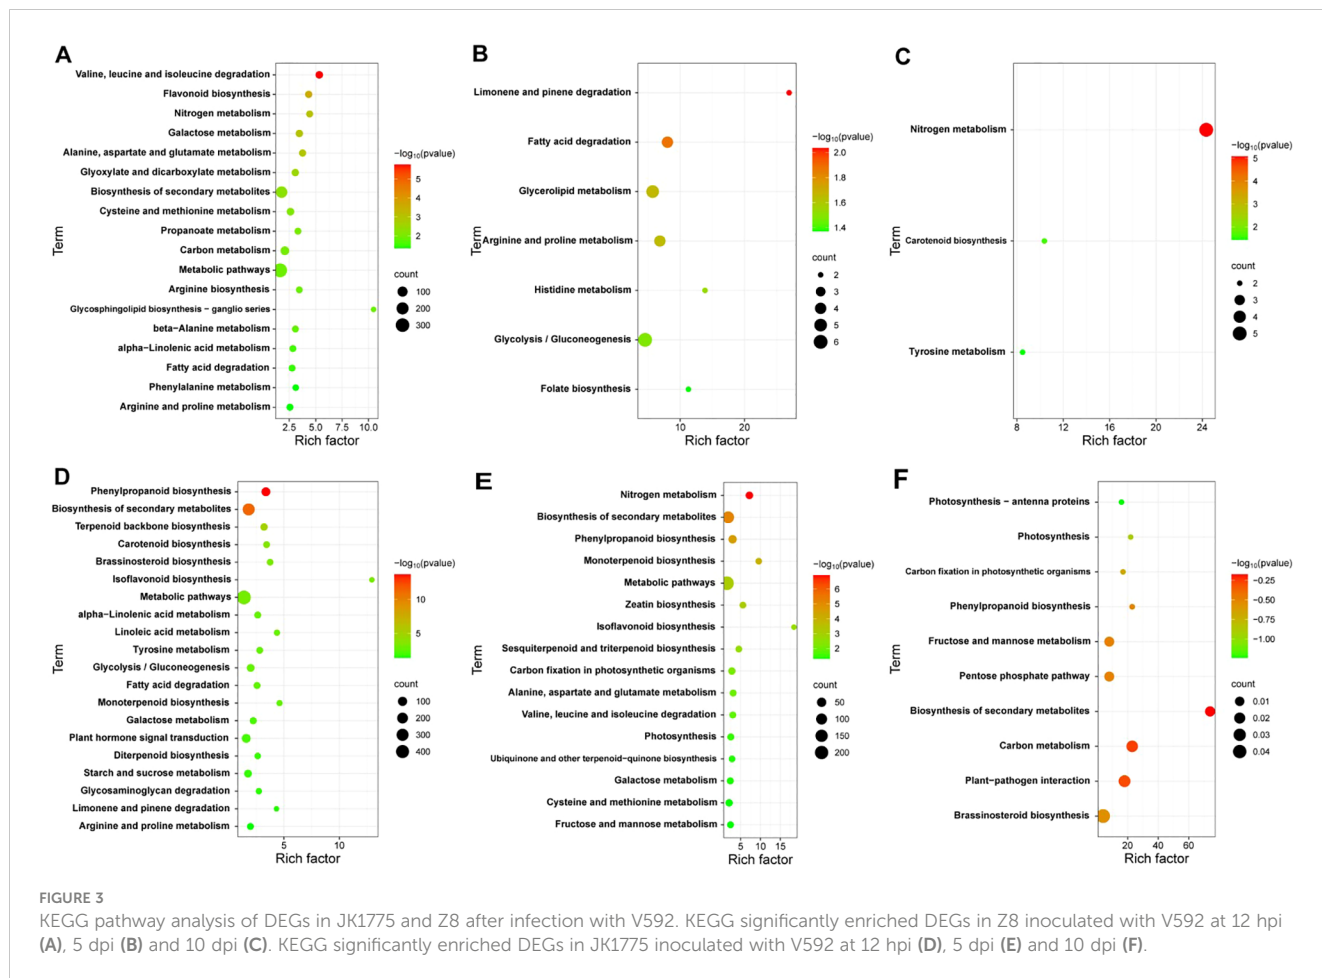 A
Valine, leucine and isoleucine degradation
Flavonoid biosynthesis
Nitrogen metabolism
Galactose metabolism
Alanine, aspartate and glutamate metabolism
Glyoxylate and dicarboxylate metabolism
Biosynthesis of secondary metabolites
Cysteine and methionine metabolism
Propanoate metabolism
Carbon metabolism
Metabolic pathways
Arginine biosynthesis
Glycosphingolipid biosynthesis − ganglio series
beta−Alanine metabolism
alpha−Linolenic acid metabolism
Fatty acid degradation
Phenylalanine metabolism
Arginine and proline metabolism
Term
2.5 5.0 7.5 10.0
Rich factor
−log10(pvalue)
5
4
3
2
count
100
200
300
B
Limonene and pinene degradation
Fatty acid degradation
Glycerolipid metabolism
Arginine and proline metabolism
Histidine metabolism
Glycolysis / Gluconeogenesis
Folate biosynthesis
Term
10 20
Rich factor
−log10(pvalue)
2.0
1.8
1.6
1.4
count
2
3
4
5
6
C
Nitrogen metabolism
Carotenoid biosynthesis
Tyrosine metabolism
Term
8 12 16 20 24
Rich factor
−log10(pvalue)
5
4
3
2
count
2
3
4
5
D
Phenylpropanoid biosynthesis
Biosynthesis of secondary metabolites
Terpenoid backbone biosynthesis
Carotenoid biosynthesis
Brassinosteroid biosynthesis
Isoflavonoid biosynthesis
Metabolic pathways
alpha−Linolenic acid metabolism
Linoleic acid metabolism
Tyrosine metabolism
Glycolysis / Gluconeogenesis
Fatty acid degradation
Monoterpenoid biosynthesis
Galactose metabolism
Plant hormone signal transduction
Diterpenoid biosynthesis
Starch and sucrose metabolism
Glycosaminoglycan degradation
Limonene and pinene degradation
Arginine and proline metabolism
Term
5 10
Rich factor
−log10(pvalue)
10
5
count
100
200
300
400
E
Nitrogen metabolism
Biosynthesis of secondary metabolites
Phenylpropanoid biosynthesis
Monoterpenoid biosynthesis
Metabolic pathways
Zeatin biosynthesis
Isoflavonoid biosynthesis
Sesquiterpenoid and triterpenoid biosynthesis
Carbon fixation in photosynthetic organisms
Alanine, aspartate and glutamate metabolism
Valine, leucine and isoleucine degradation
Photosynthesis
Ubiquinone and other terpenoid−quinone biosynthesis
Galactose metabolism
Cysteine and methionine metabolism
Fructose and mannose metabolism
Term
5 10 15
Rich factor
−log10(pvalue)
6
5
4
3
2
count
50
100
150
200
F
Photosynthesis − antenna proteins
Photosynthesis
Carbon fixation in photosynthetic organisms
Phenylpropanoid biosynthesis
Fructose and mannose metabolism
Pentose phosphate pathway
Biosynthesis of secondary metabolites
Carbon metabolism
Plant−pathogen interaction
Brassinosteroid biosynthesis
Term
20 40 60
Rich factor
−log10(pvalue)
−0.25
−0.50
−0.75
−1.00
count
0.01
0.02
0.03
0.04
FIGURE 3
KEGG pathway analysis of DEGs in JK1775 and Z8 after infection with V592. KEGG significantly enriched DEGs in Z8 inoculated with V592 at 12 hpi
(A), 5 dpi (B) and 10 dpi (C). KEGG significantly enriched DEGs in JK1775 inoculated with V592 at 12 hpi (D), 5 dpi (E) and 10 dpi (F).